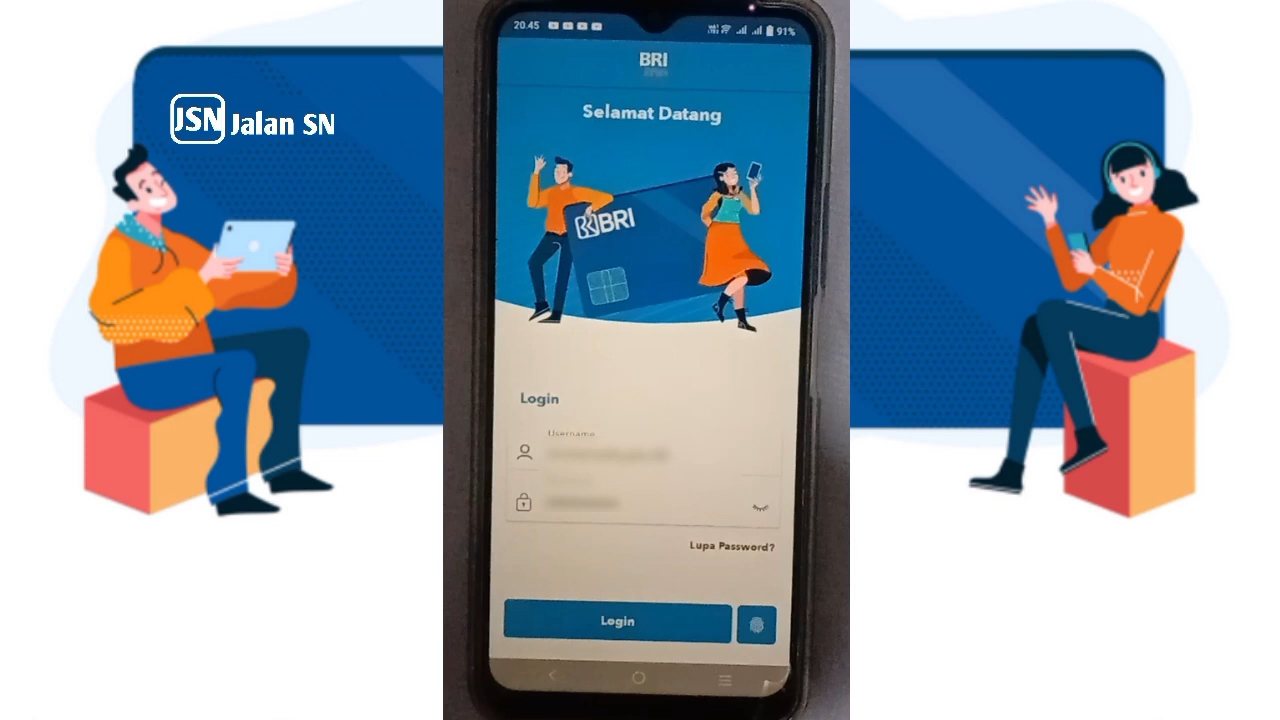 JSN Jalan SN
20.45
91%
BRI
Selamat Datang
BRI
Login
Username
Lupa Password?
Login